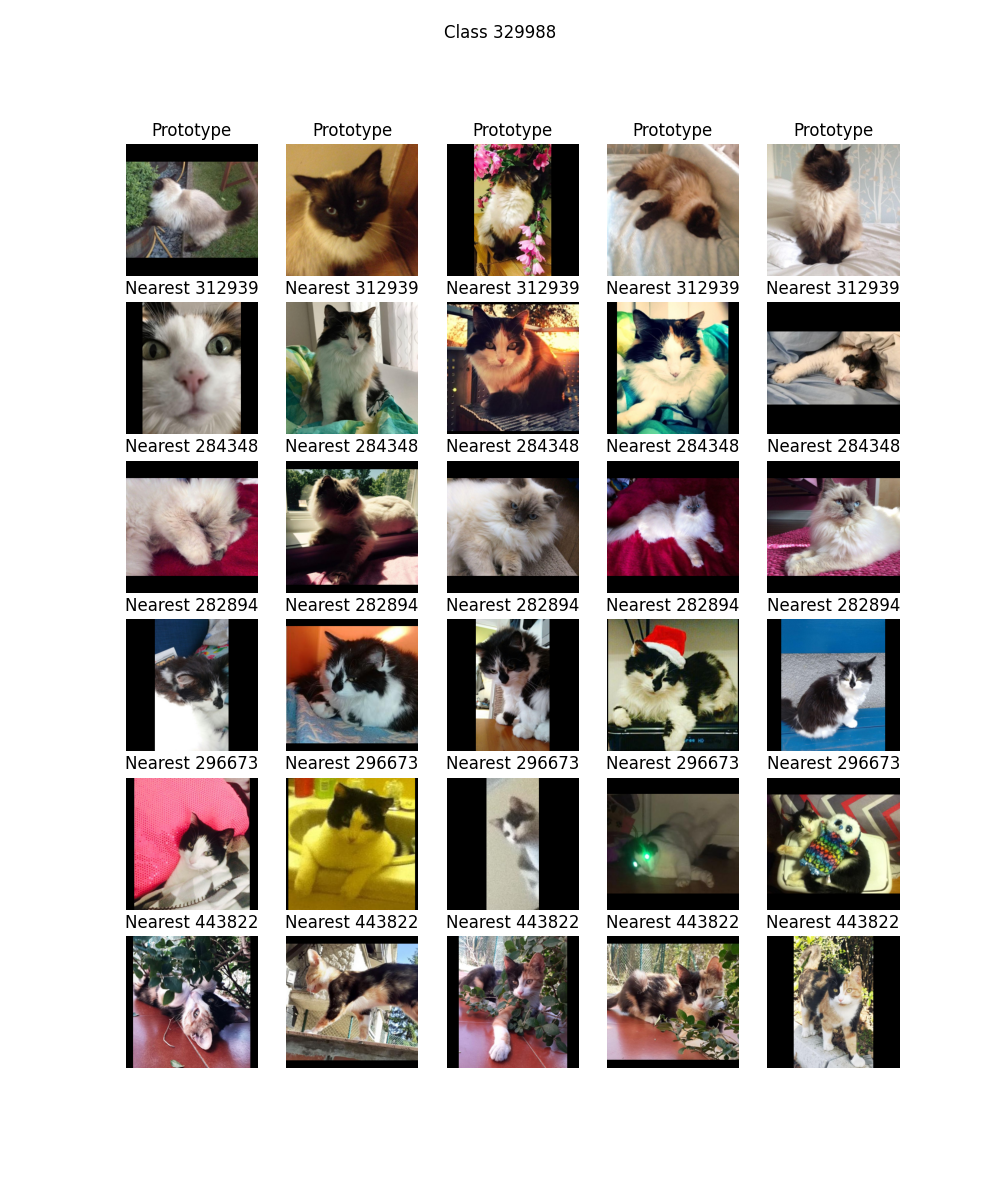 Class 329988
Prototype Prototype Prototype Prototype Prototype
Nearest 312939 Nearest 312939 Nearest 312939 Nearest 312939 Nearest 312939
Nearest 284348 Nearest 284348 Nearest 284348 Nearest 284348 Nearest 284348
Nearest 282894 Nearest 282894 Nearest 282894 Nearest 282894 Nearest 282894
Nearest 296673 Nearest 296673 Nearest 296673 Nearest 296673 Nearest 296673
Nearest 443822 Nearest 443822 Nearest 443822 Nearest 443822 Nearest 443822